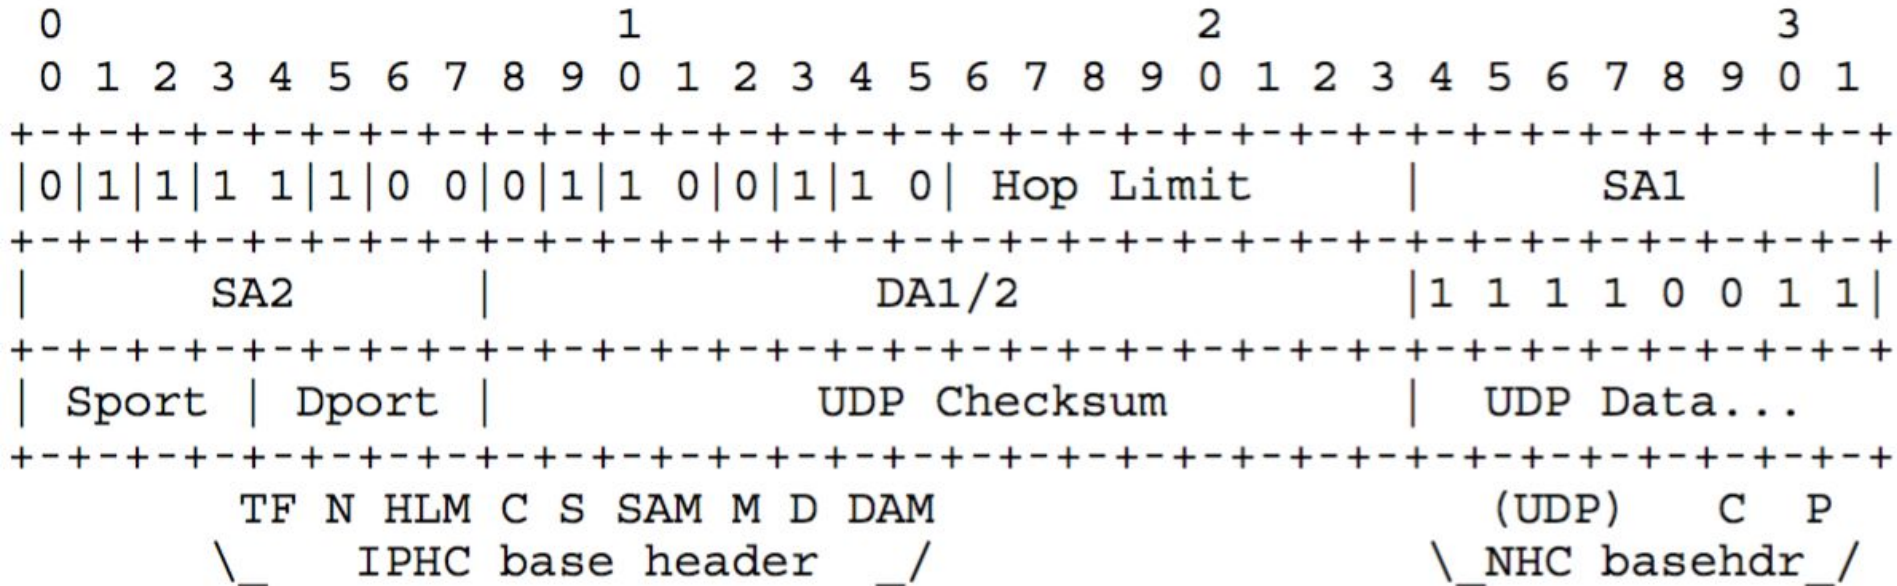 0                   1                   2                   3
 0 1 2 3 4 5 6 7 8 9 0 1 2 3 4 5 6 7 8 9 0 1 2 3 4 5 6 7 8 9 0 1
+-+-+-+-+-+-+-+-+-+-+-+-+-+-+-+-+-+-+-+-+-+-+-+-+-+-+-+-+-+-+-+-+
|0|1|1|1 1|1|0 0|0|1|1 0|0|1|1 0| Hop Limit     |      SA1      |
+-+-+-+-+-+-+-+-+-+-+-+-+-+-+-+-+-+-+-+-+-+-+-+-+-+-+-+-+-+-+-+-+
|      SA2      |             DA1/2             |1 1 1 1 0 0 1 1|
+-+-+-+-+-+-+-+-+-+-+-+-+-+-+-+-+-+-+-+-+-+-+-+-+-+-+-+-+-+-+-+-+
| Sport | Dport |           UDP Checksum        |  UDP Data...
+-+-+-+-+-+-+-+-+-+-+-+-+-+-+-+-+-+-+-+-+-+-+-+-+-+-+-+-+-+-+-+-+
        TF N HLM C S SAM M D DAM                   (UDP)   C  P
       \_   IPHC base header  _/                 \_NHC basehdr_/